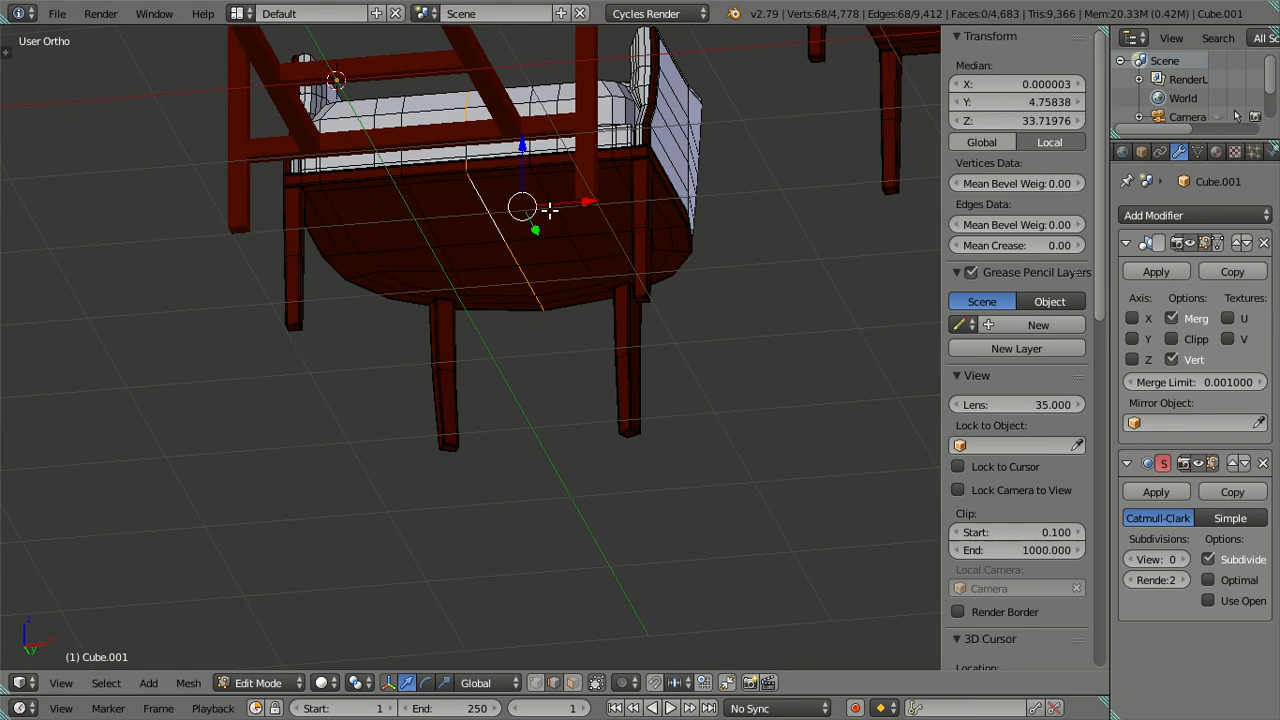 File Render Window Help Default Scene Cycles Render v2.79 | Verts:68/4,778 | Edges:68/9,412 | Faces:0/4,683 | Tris:9,366 | Mem:20.33M (0.42M) | Cube.001
User Ortho
Transform
Median:
X: 0.000003
Y: 4.75838
Z: 33.71976
Global Local
Vertices Data:
Mean Bevel Weig: 0.00
Edges Data:
Mean Bevel Weig: 0.00
Mean Crease: 0.00
Grease Pencil Layers
Scene Object
New
New Layer
View
Lens: 35.000
Lock to Object:
Lock to Cursor
Lock Camera to View
Clip:
Start: 0.100
End: 1000.000
Local Camera:
Camera
Render Border
3D Cursor
Location:
View Search All Sc
Scene
RenderL
World
Camera
Cube.001
Add Modifier
Apply Copy
Axis: Options: Textures:
X Merg U
Y Clipp V
Z Vert
Merge Limit: 0.001000
Mirror Object:
S
Apply Copy
Catmull-Clark Simple
Subdivisions: Options:
View: 0 Subdivide
Rende:2 Optimal
Use Open
z
x
y
(1) Cube.001
View Select Add Mesh Edit Mode Global
View Marker Frame Playback Start: 1 End: 250 1 No Sync